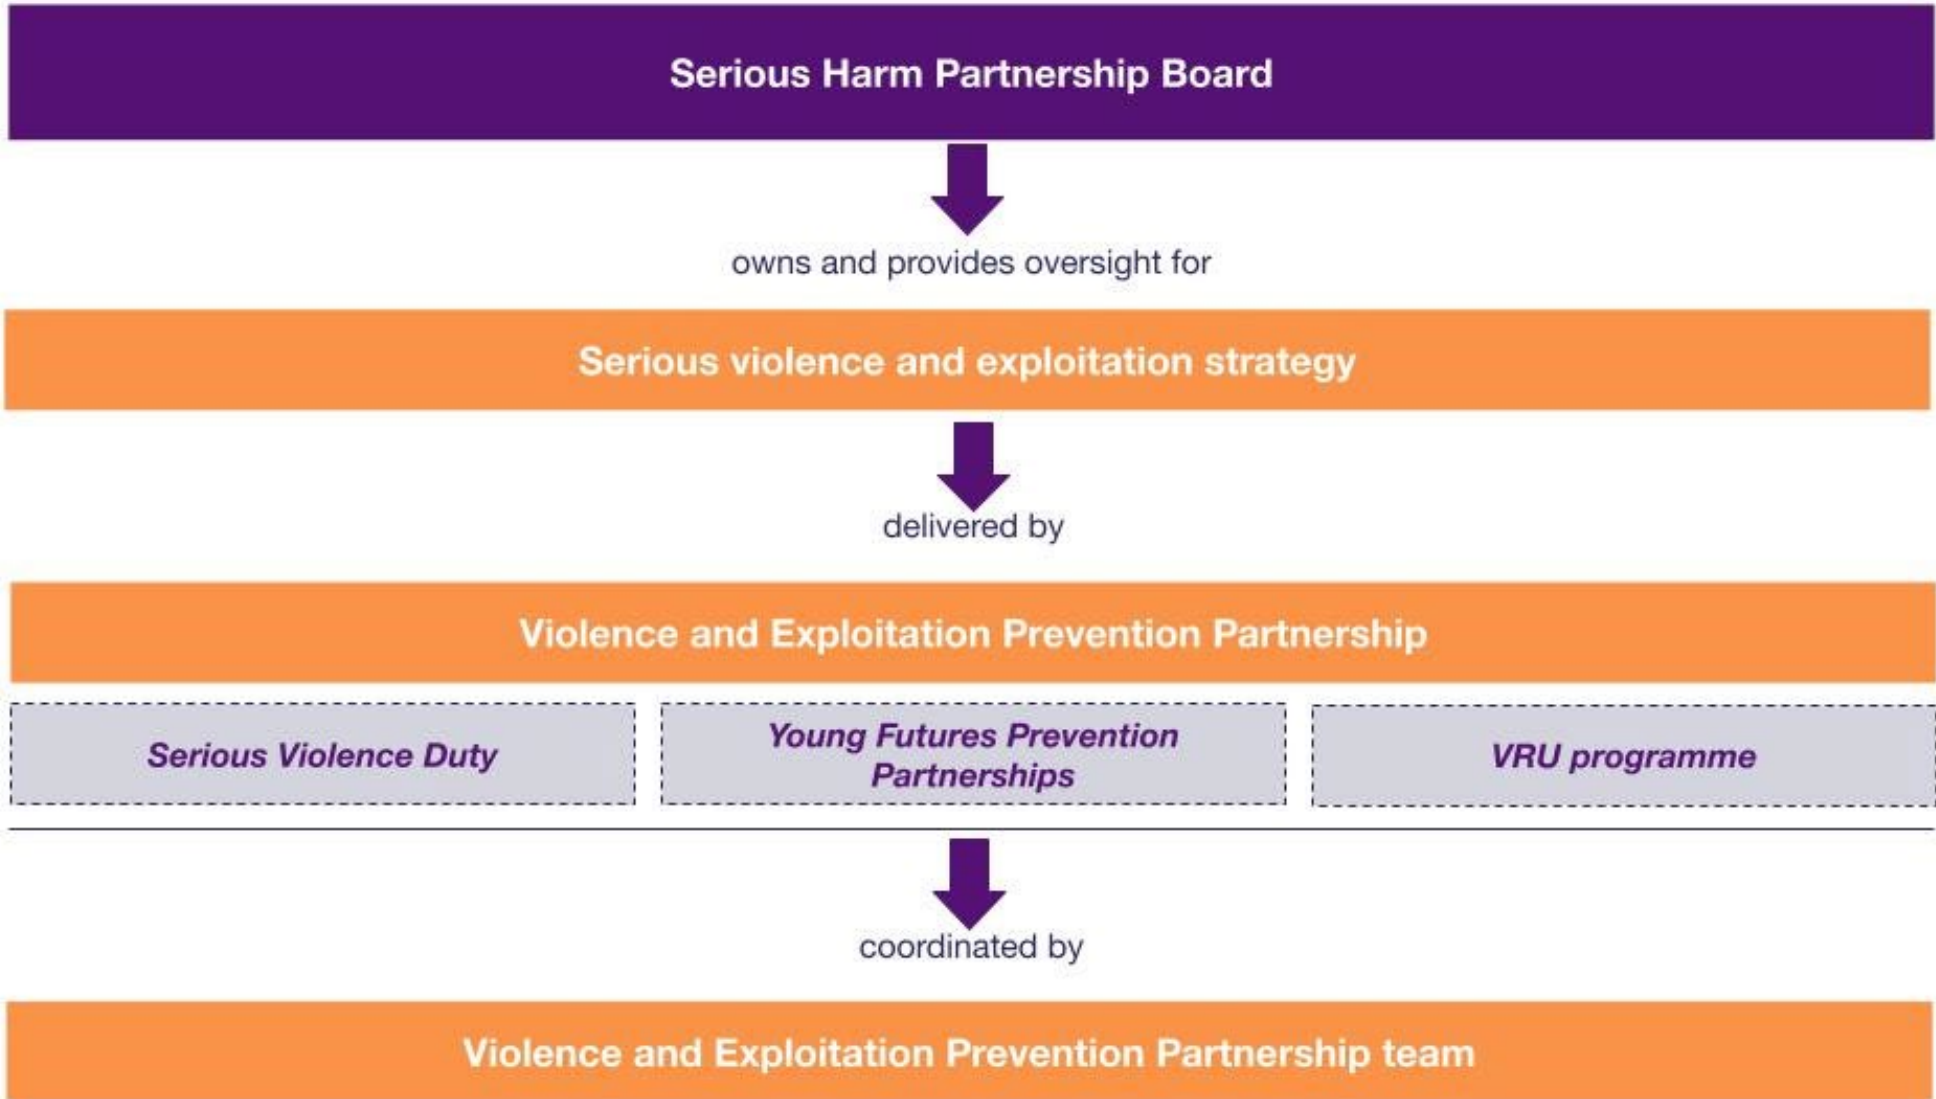 Serious Harm Partnership Board
owns and provides oversight for
Serious violence and exploitation strategy
delivered by
Violence and Exploitation Prevention Partnership
Serious Violence Duty
Young Futures Prevention
Partnerships
VRU programme
coordinated by
Violence and Exploitation Prevention Partnership team